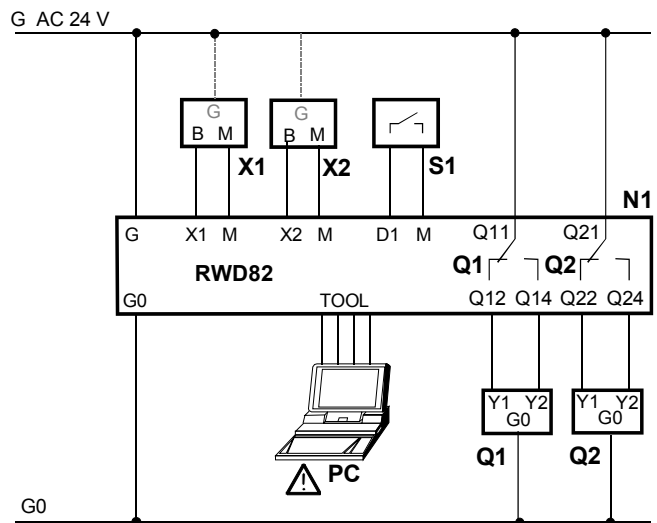 G AC 24 V
G G
B M B M
X1 X2 S1
N1
G X1 M X2 M D1 M Q11 Q21
RWD82 Q1 Q2
G0 TOOL Q12 Q14 Q22 Q24
Y1 Y2 Y1 Y2
G0 G0
Q1 Q2
PC
G0